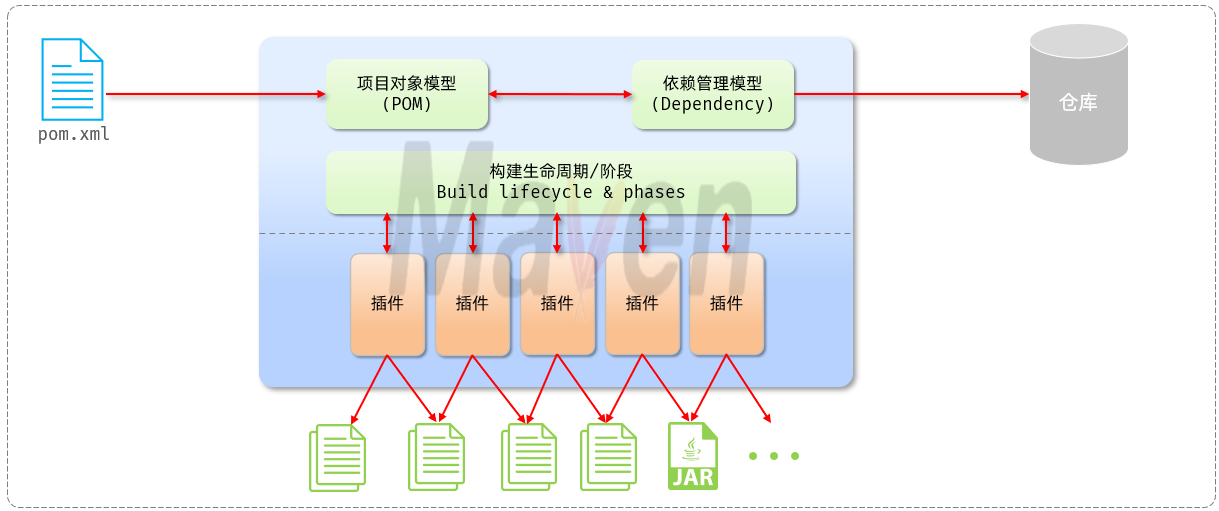 pom.xml
项目对象模型
(POM)
依赖管理模型
(Dependency)
仓库
构建生命周期/阶段
Build lifecycle & phases
Maven
插件
插件
插件
插件
插件
JAR